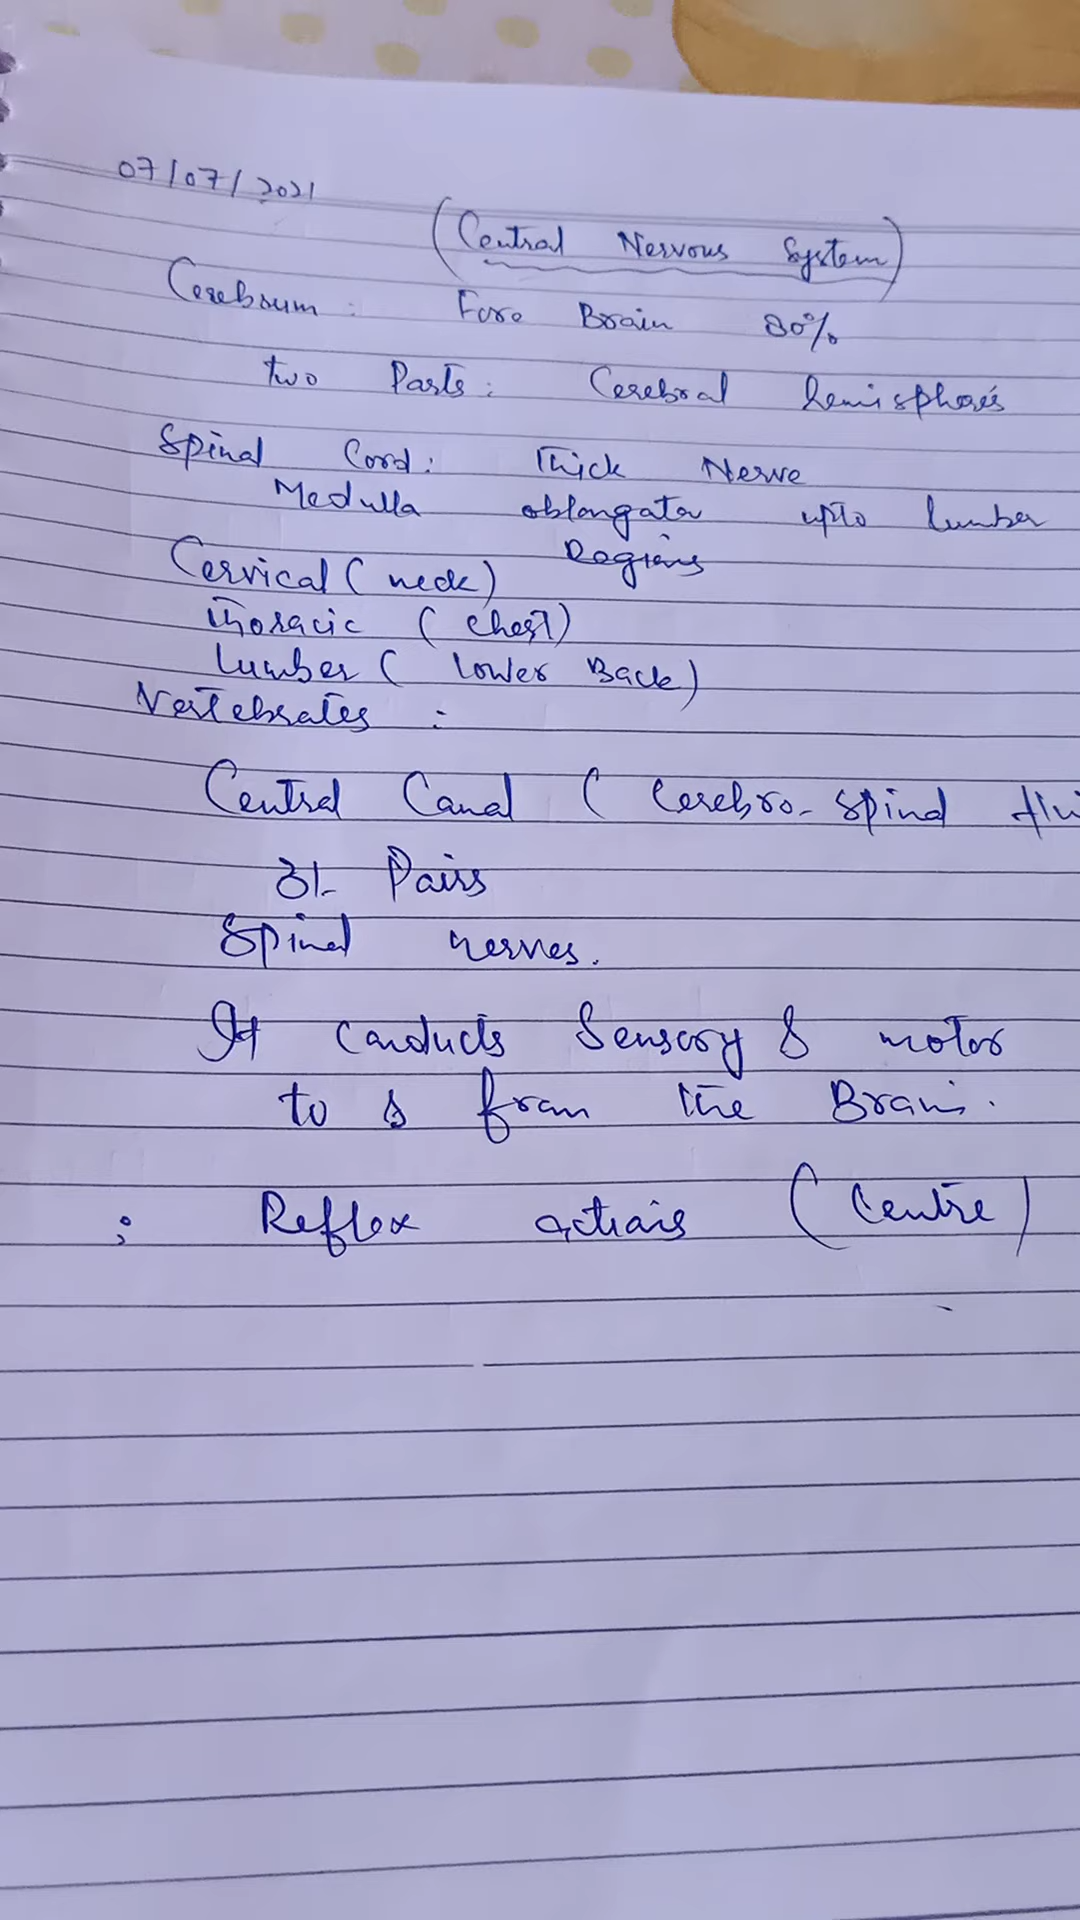 07/07/2021
(Central Nervous System)
Cerebrum : Fore Brain 80%
two Parts : Cerebral hemispheres
Spinal Cord : Thick Nerve
Medulla oblongata upto lumber
Regions
Cervical (neck)
Thoracic (chest)
Lumber (Lower Back)
Vertebrates :
Central Canal ( Cerebro-spinal
31- Pairs
Spinal nerves.
It conducts Sensory & motor
to & from the Brain.
; Reflex actions (Centre)